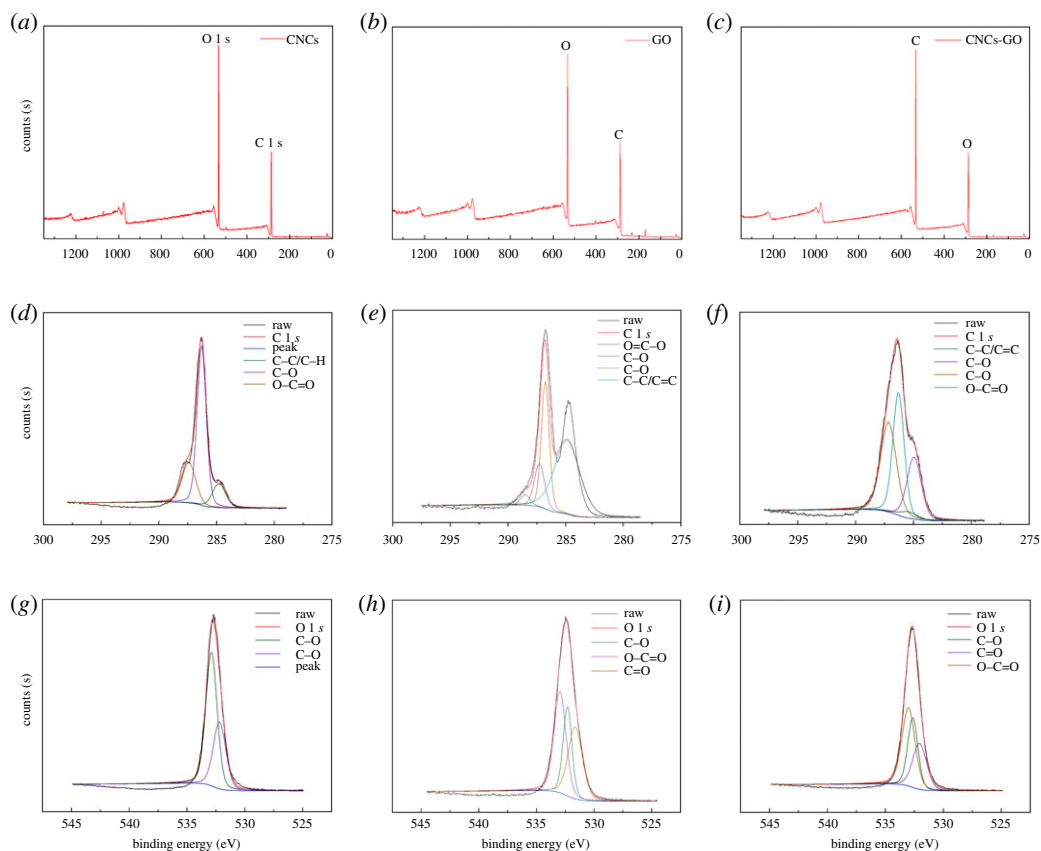 (a)
O 1 s
CNCs
C 1 s
counts (s)
1200 1000 800 600 400 200 0
(b)
O
GO
C
1200 1000 800 600 400 200 0
(c)
C
CNCs-GO
O
1200 1000 800 600 400 200 0
(d)
raw
C 1 s
peak
C–C/C–H
C–O
O–C=O
counts (s)
300 295 290 285 280 275
(e)
raw
C 1 s
O=C–O
C–O
C–O
C–C/C=C
300 295 290 285 280 275
(f)
raw
C 1 s
C–C/C=C
C–O
C–O
O–C=O
300 295 290 285 280 275
(g)
raw
O 1 s
C–O
C–O
peak
counts (s)
545 540 535 530 525
binding energy (eV)
(h)
raw
O 1 s
C–O
O–C=O
C=O
545 540 535 530 525
binding energy (eV)
(i)
raw
O 1 s
C–O
C=O
O–C=O
545 540 535 530 525
binding energy (eV)